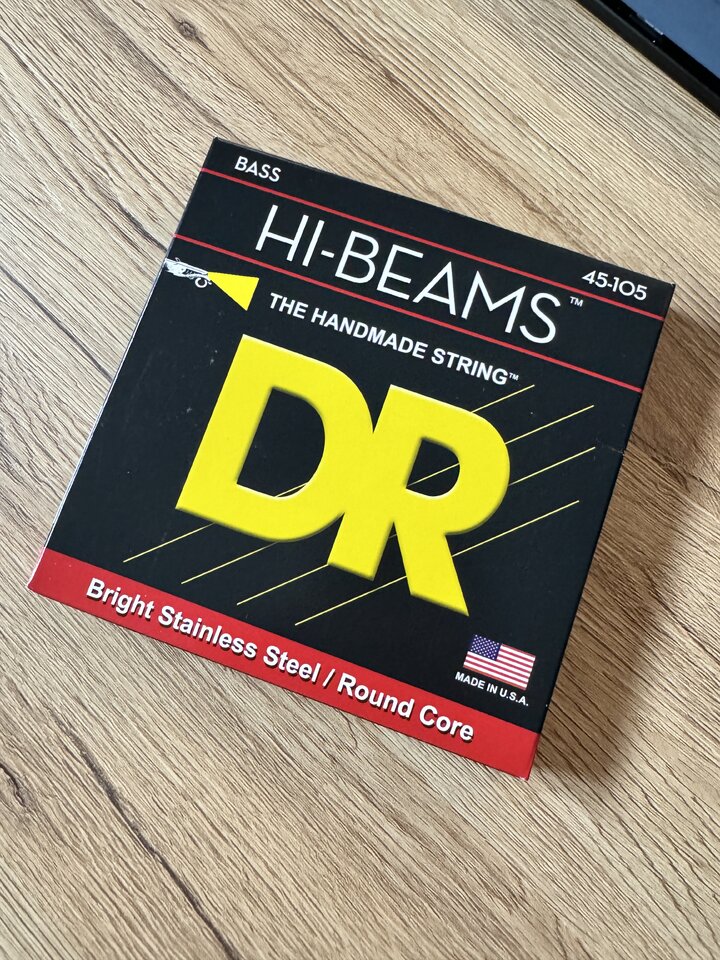 BASS
HI-BEAMS™
45-105
THE HANDMADE STRING™
DR
MADE IN U.S.A.
Bright Stainless Steel / Round Core